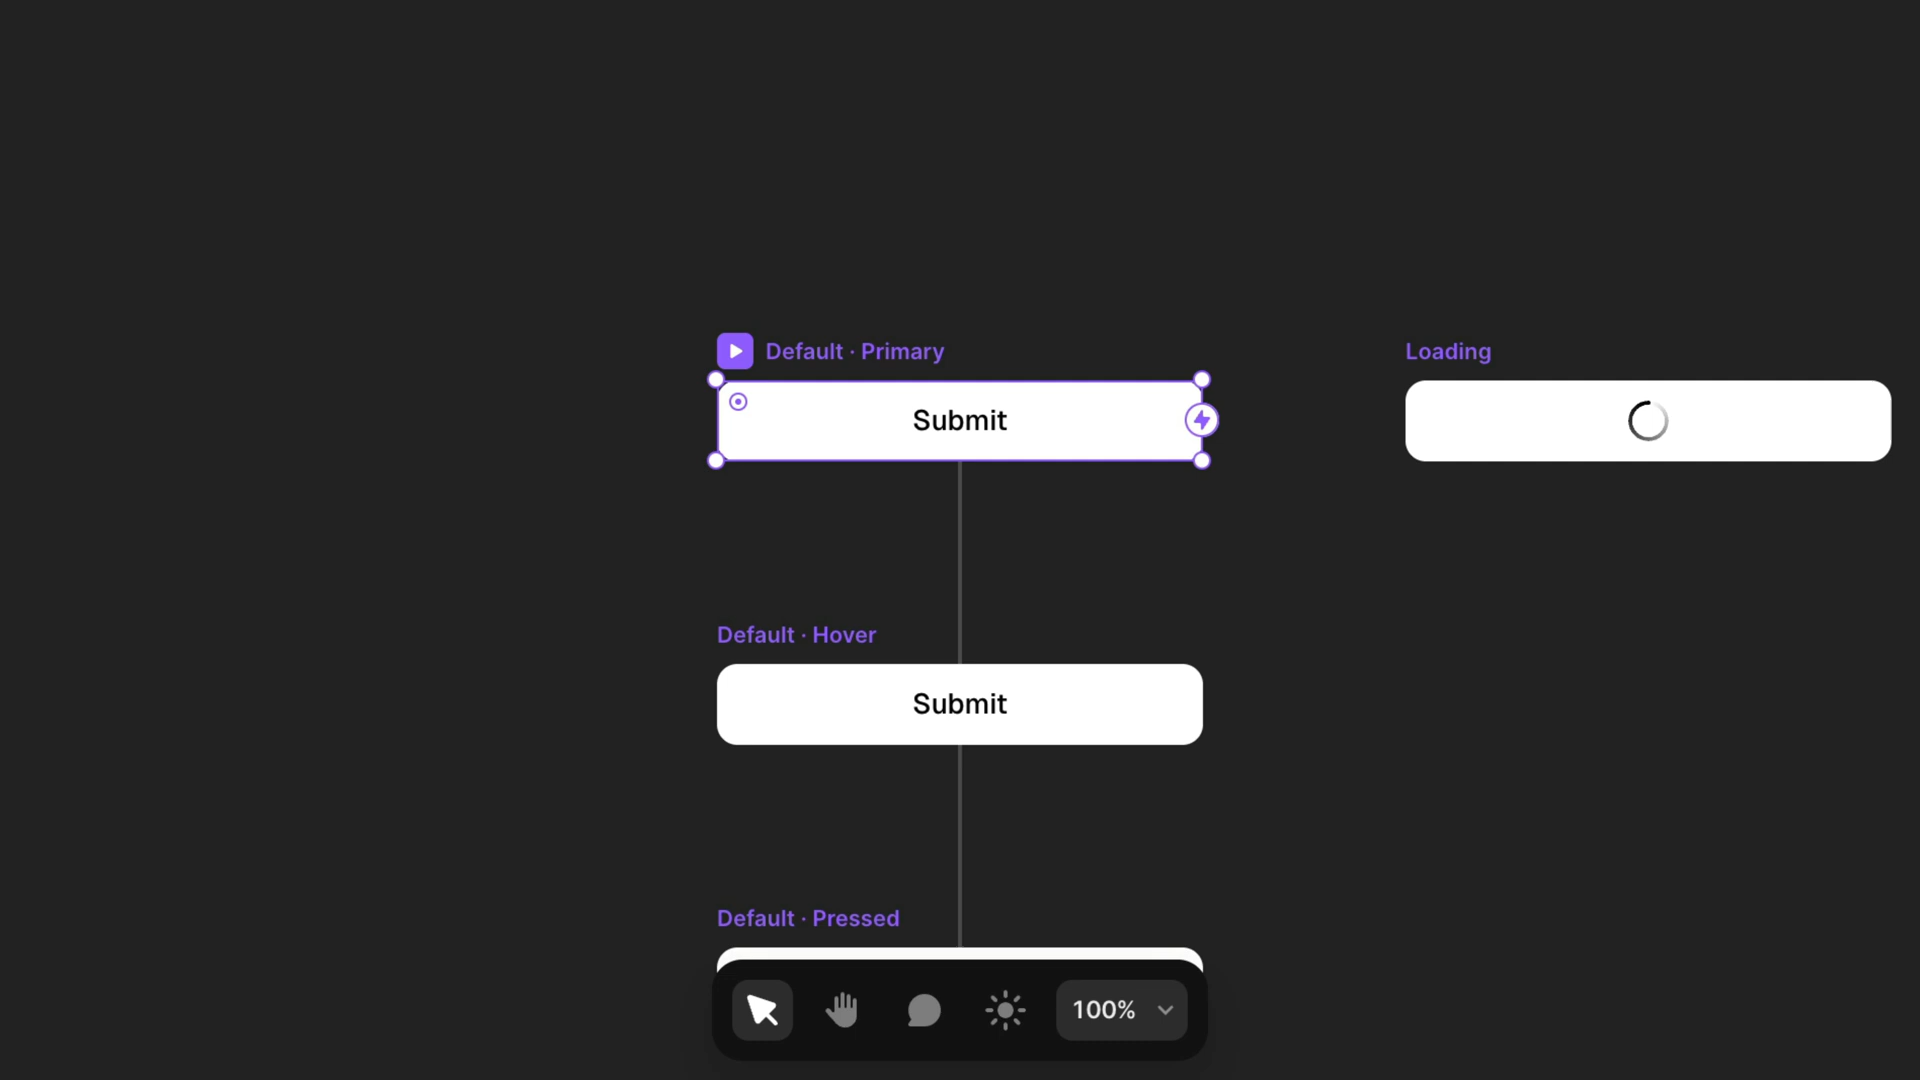 Default · Primary
Submit
Loading
Default · Hover
Submit
Default · Pressed
100%